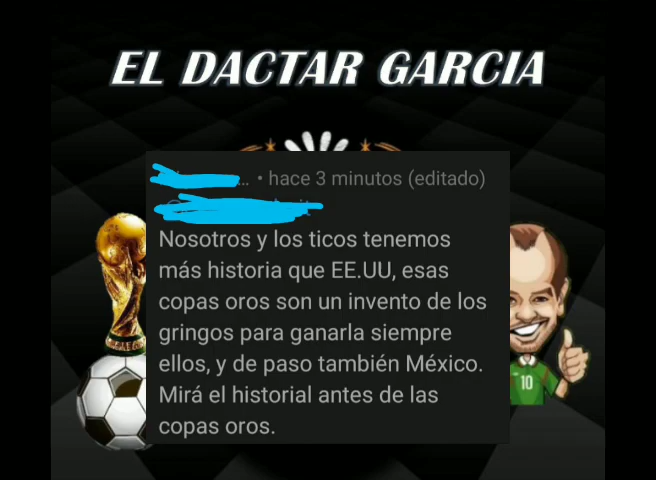 EL DACTAR GARCIA
... • hace 3 minutos (editado)
Nosotros y los ticos tenemos
más historia que EE.UU, esas
copas oros son un invento de los
gringos para ganarla siempre
ellos, y de paso también México.
Mirá el historial antes de las
copas oros.
10